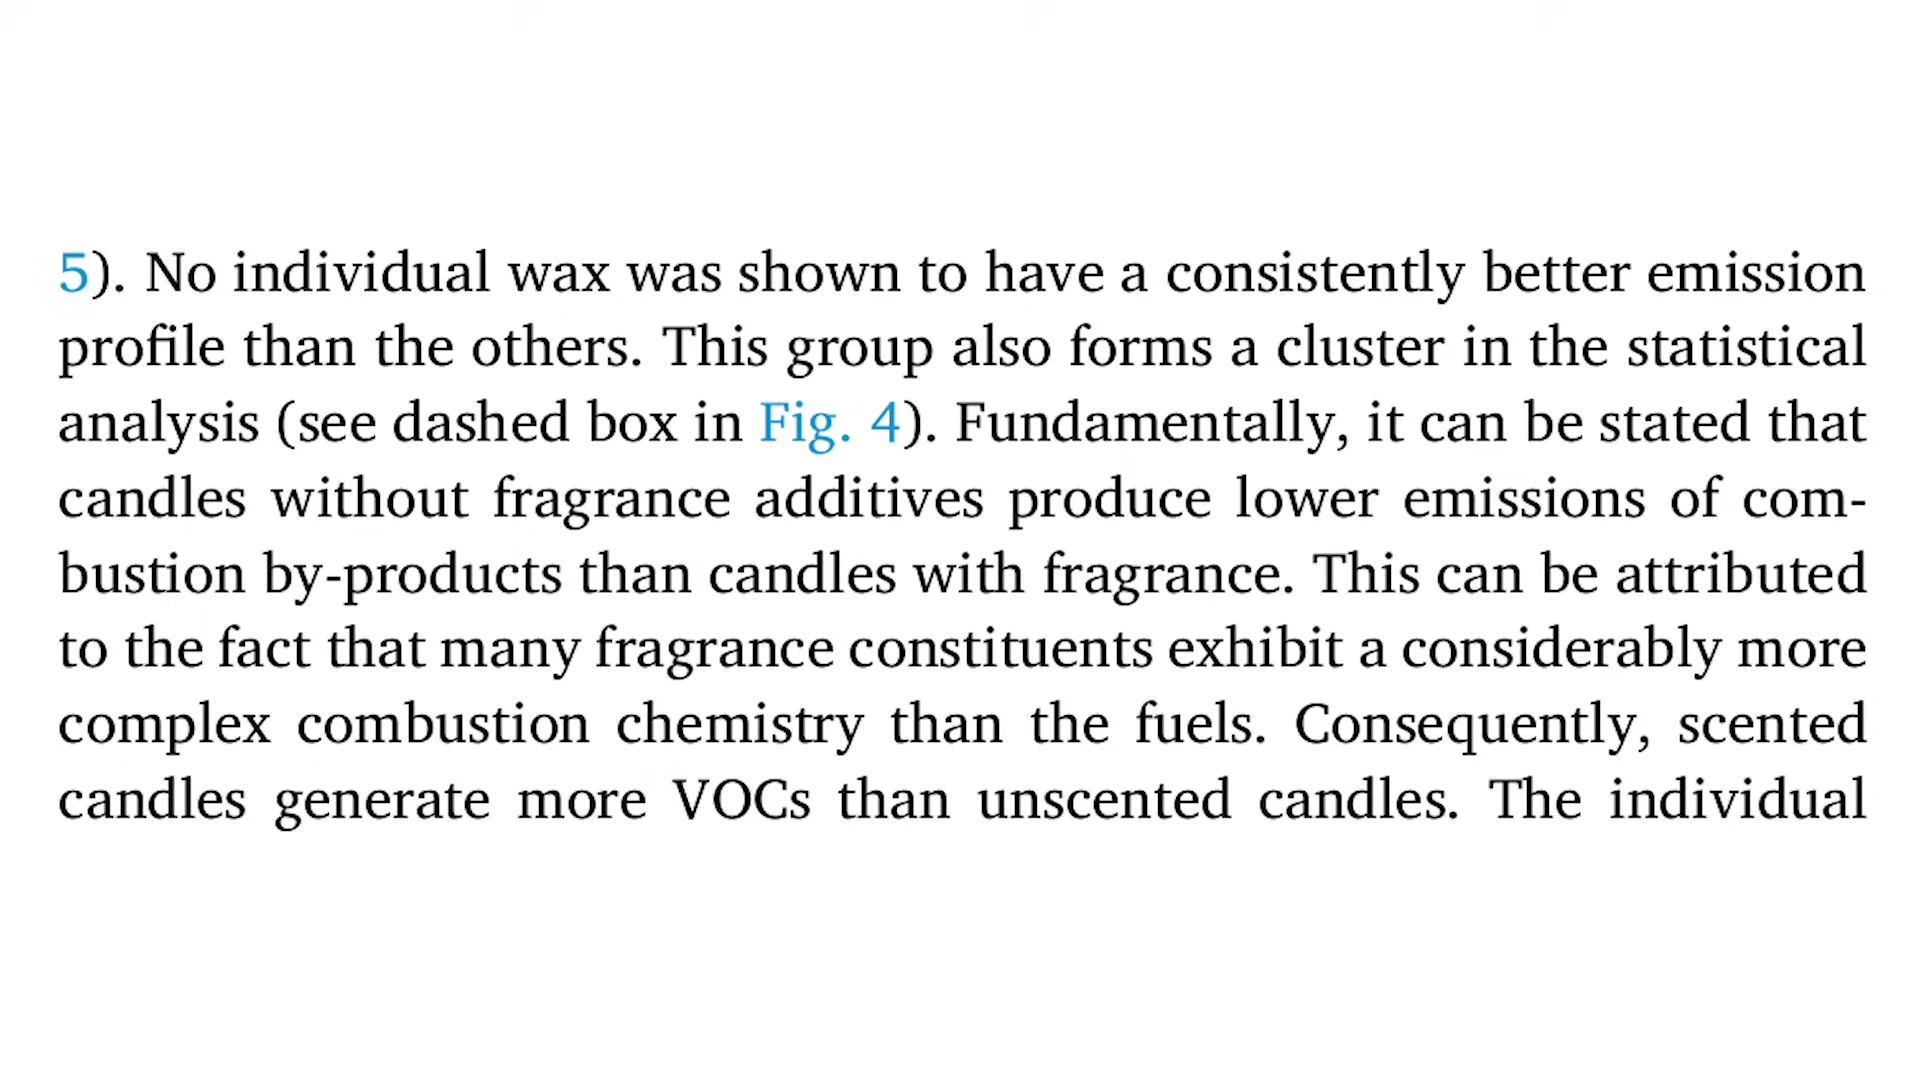 5). No individual wax was shown to have a consistently better emission
profile than the others. This group also forms a cluster in the statistical
analysis (see dashed box in Fig. 4). Fundamentally, it can be stated that
candles without fragrance additives produce lower emissions of com-
bustion by-products than candles with fragrance. This can be attributed
to the fact that many fragrance constituents exhibit a considerably more
complex combustion chemistry than the fuels. Consequently, scented
candles generate more VOCs than unscented candles. The individual